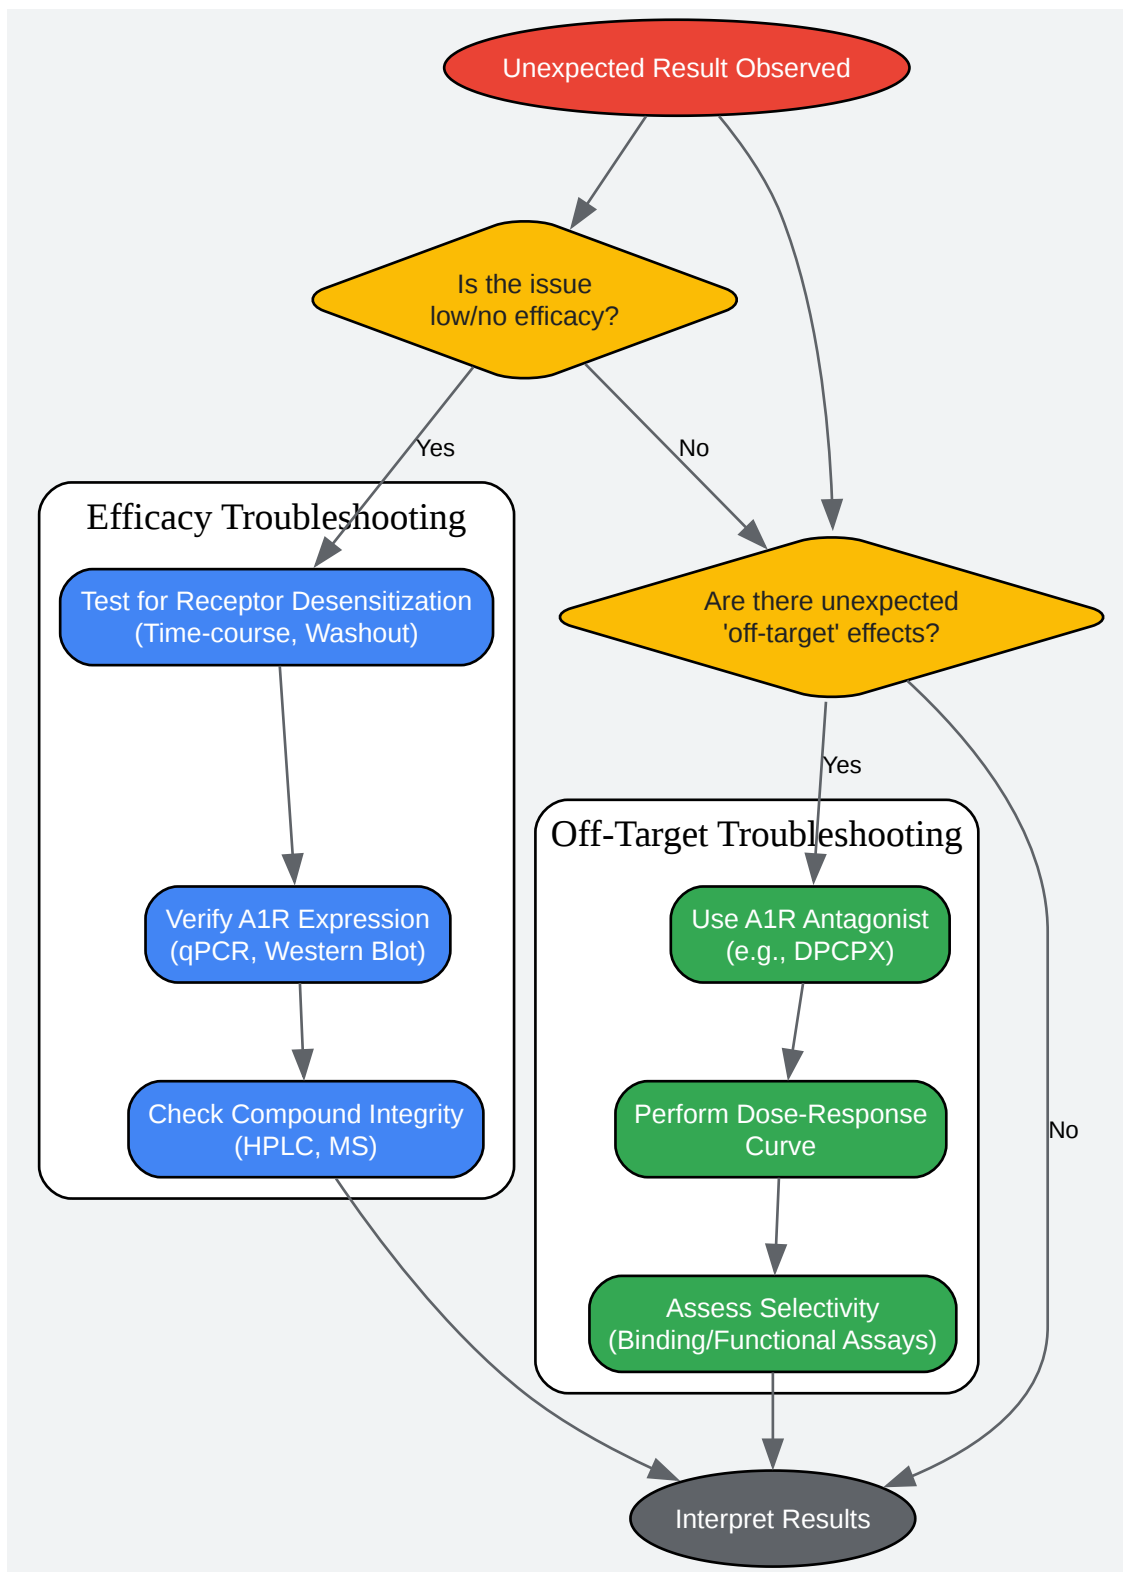 Unexpected Result Observed
Is the issue
low/no efficacy?
Yes
No
Efficacy Troubleshooting
Test for Receptor Desensitization
(Time-course, Washout)
Are there unexpected
'off-target' effects?
Yes
Off-Target Troubleshooting
Verify A1R Expression
(qPCR, Western Blot)
Use A1R Antagonist
(e.g., DPCPX)
Check Compound Integrity
(HPLC, MS)
Perform Dose-Response
Curve
No
Assess Selectivity
(Binding/Functional Assays)
Interpret Results